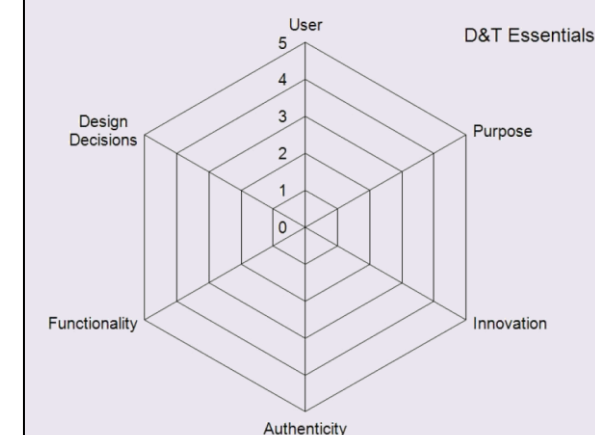 User
D&T Essentials
5
4
3
2
1
0
Design
Decisions
Purpose
Functionality
Innovation
Authenticity